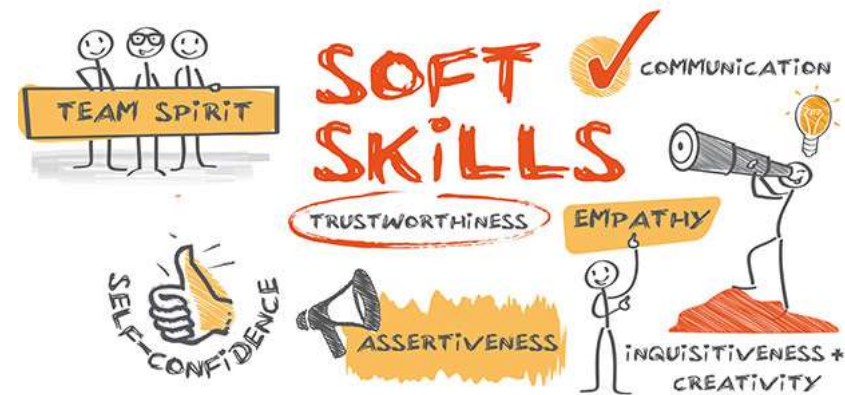 TEAM SPiRiT
SOFT
SKiLLS
COMMUNiCATiON
TRUSTWORTHiNESS
EMPATHY
SELF-CONFiDENCE
ASSERTiVENESS
iNQUiSiTiVENESS +
CREATiViTY